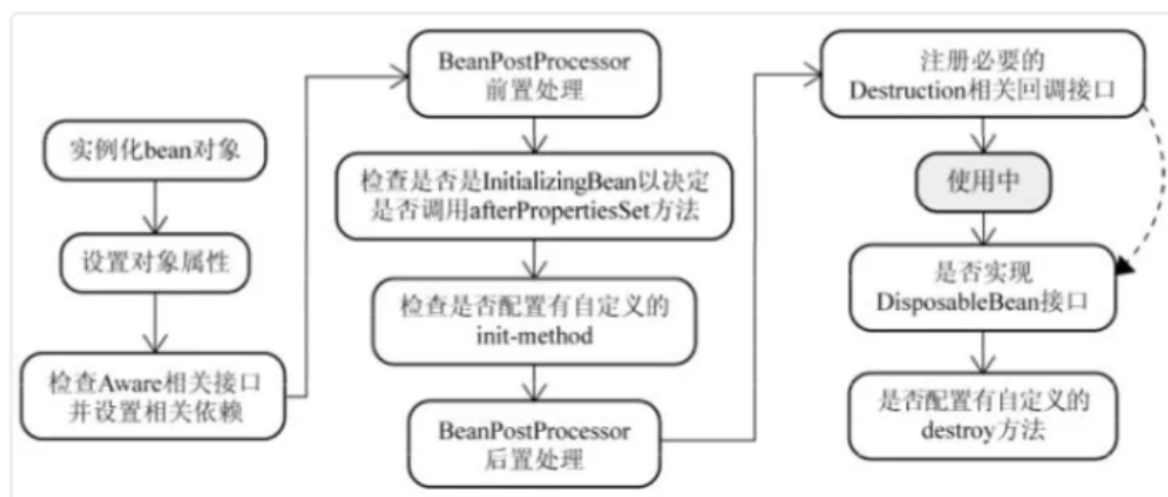 实例化bean对象
设置对象属性
检查Aware相关接口
并设置相关依赖
BeanPostProcessor
前置处理
检查是否是InitializingBean以决定
是否调用afterPropertiesSet方法
检查是否配置有自定义的
init-method
BeanPostProcessor
后置处理
注册必要的
Destruction相关回调接口
使用中
是否实现
DisposableBean接口
是否配置有自定义的
destroy方法